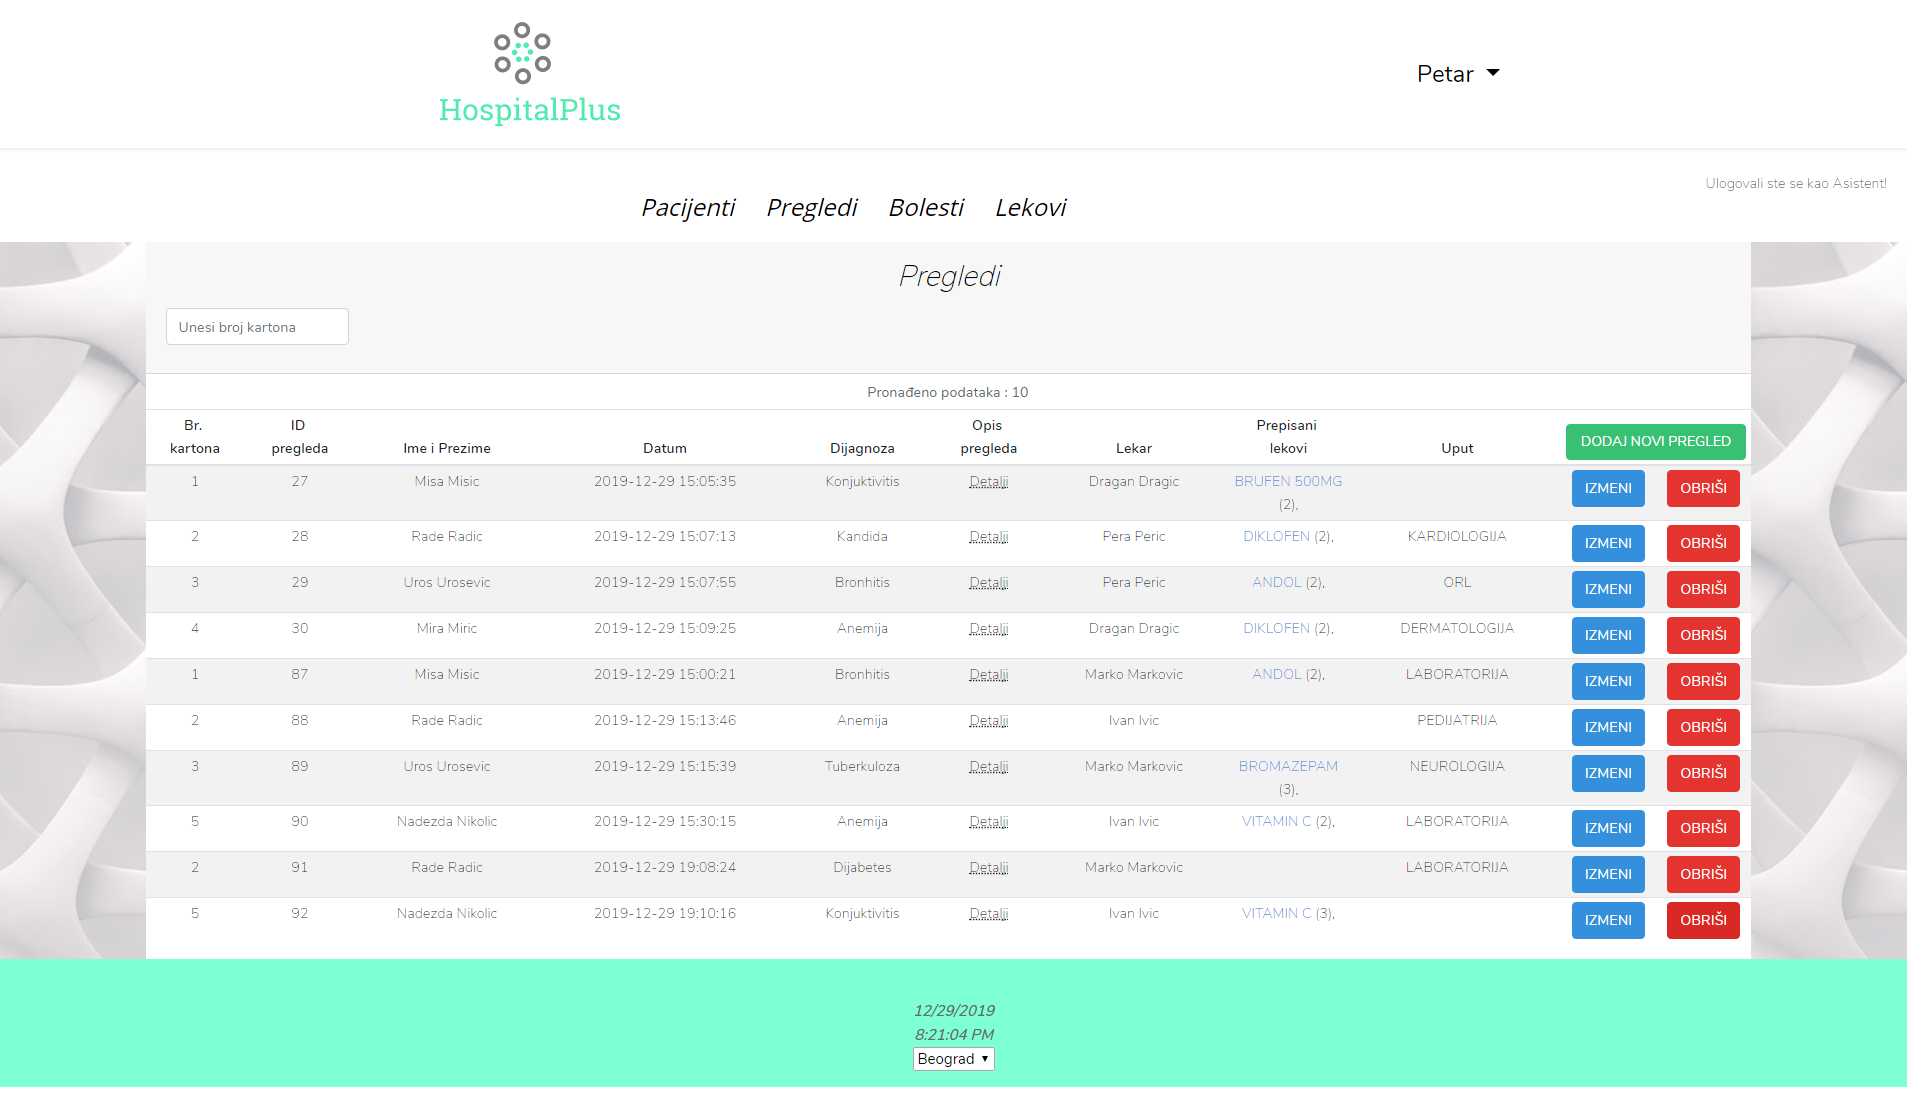 HospitalPlus
Petar
Ulogovali ste se kao Asistent!
Pacijenti Pregledi Bolesti Lekovi
Pregledi
Unesi broj kartona
Pronađeno podataka : 10
Br. kartona ID pregleda Ime i Prezime Datum Dijagnoza Opis pregleda Lekar Prepisani lekovi Uput DODAJ NOVI PREGLED
1 27 Misa Misic 2019-12-29 15:05:35 Konjuktivitis Detalji Dragan Dragic BRUFEN 500MG (2), IZMENI OBRIŠI
2 28 Rade Radic 2019-12-29 15:07:13 Kandida Detalji Pera Peric DIKLOFEN (2), KARDIOLOGIJA IZMENI OBRIŠI
3 29 Uros Urosevic 2019-12-29 15:07:55 Bronhitis Detalji Pera Peric ANDOL (2), ORL IZMENI OBRIŠI
4 30 Mira Miric 2019-12-29 15:09:25 Anemija Detalji Dragan Dragic DIKLOFEN (2), DERMATOLOGIJA IZMENI OBRIŠI
1 87 Misa Misic 2019-12-29 15:00:21 Bronhitis Detalji Marko Markovic ANDOL (2), LABORATORIJA IZMENI OBRIŠI
2 88 Rade Radic 2019-12-29 15:13:46 Anemija Detalji Ivan Ivic PEDIJATRIJA IZMENI OBRIŠI
3 89 Uros Urosevic 2019-12-29 15:15:39 Tuberkuloza Detalji Marko Markovic BROMAZEPAM (3), NEUROLOGIJA IZMENI OBRIŠI
5 90 Nadezda Nikolic 2019-12-29 15:30:15 Anemija Detalji Ivan Ivic VITAMIN C (2), LABORATORIJA IZMENI OBRIŠI
2 91 Rade Radic 2019-12-29 19:08:24 Dijabetes Detalji Marko Markovic LABORATORIJA IZMENI OBRIŠI
5 92 Nadezda Nikolic 2019-12-29 19:10:16 Konjuktivitis Detalji Ivan Ivic VITAMIN C (3), IZMENI OBRIŠI
12/29/2019
8:21:04 PM
Beograd